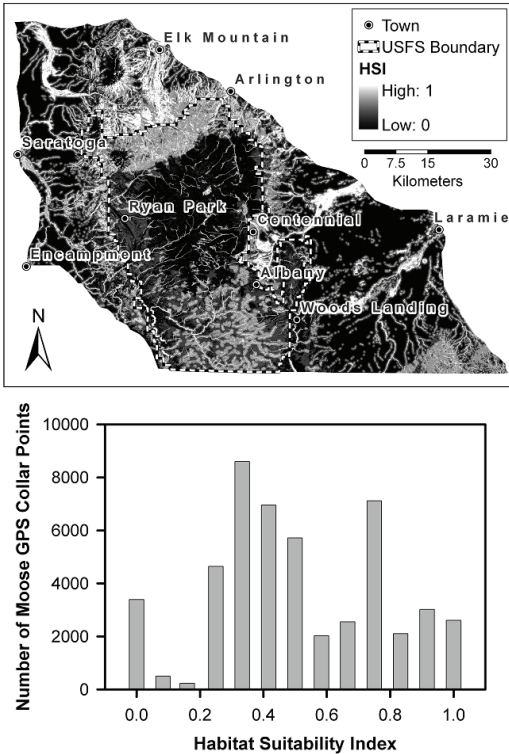 Elk Mountain
Arlington
Saratoga
Ryan Park
Centennial
Laramie
Encampment
Albany
Woods Landing
N
Town
USFS Boundary
HSI
High: 1
Low: 0
0 7.5 15 30
Kilometers
10000
8000
6000
4000
2000
0
Number of Moose GPS Collar Points
0.0 0.2 0.4 0.6 0.8 1.0
Habitat Suitability Index